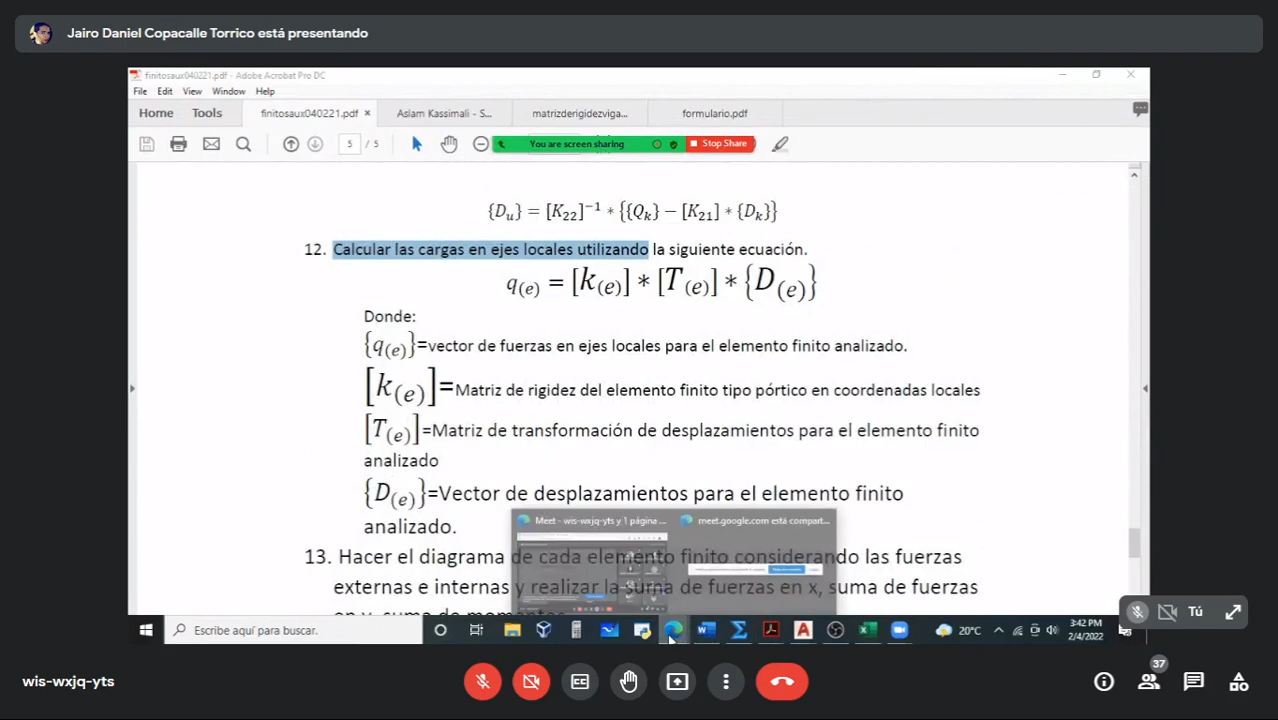 Jairo Daniel Copacalle Torrico está presentando
finitosaux040221.pdf - Adobe Acrobat Pro DC
File Edit View Window Help
Home Tools finitosaux040221.pdf × Aslam Kassimali - S... matrizderigidezviga... formulario.pdf
5 / 5 You are screen sharing Stop Share
{D_u} = [K_22]^−1 * {{Q_k} − [K_21] * {D_k}}
12. Calcular las cargas en ejes locales utilizando la siguiente ecuación.
q_(e) = [k_(e)] * [T_(e)] * {D_(e)}
Donde:
{q_(e)}=vector de fuerzas en ejes locales para el elemento finito analizado.
[k_(e)]=Matriz de rigidez del elemento finito tipo pórtico en coordenadas locales
[T_(e)]=Matriz de transformación de desplazamientos para el elemento finito
analizado
{D_(e)}=Vector de desplazamientos para el elemento finito
analizado.
Meet - wis-wxjq-yts y 1 página ... meet.google.com está compart...
13. Hacer el diagrama de cada elemento finito considerando las fuerzas
externas e internas y realizar la suma de fuerzas en x, suma de fuerzas
en y, suma de momentos
Escribe aquí para buscar. 20°C 3:42 PM
2/4/2022
Tú
wis-wxjq-yts
37